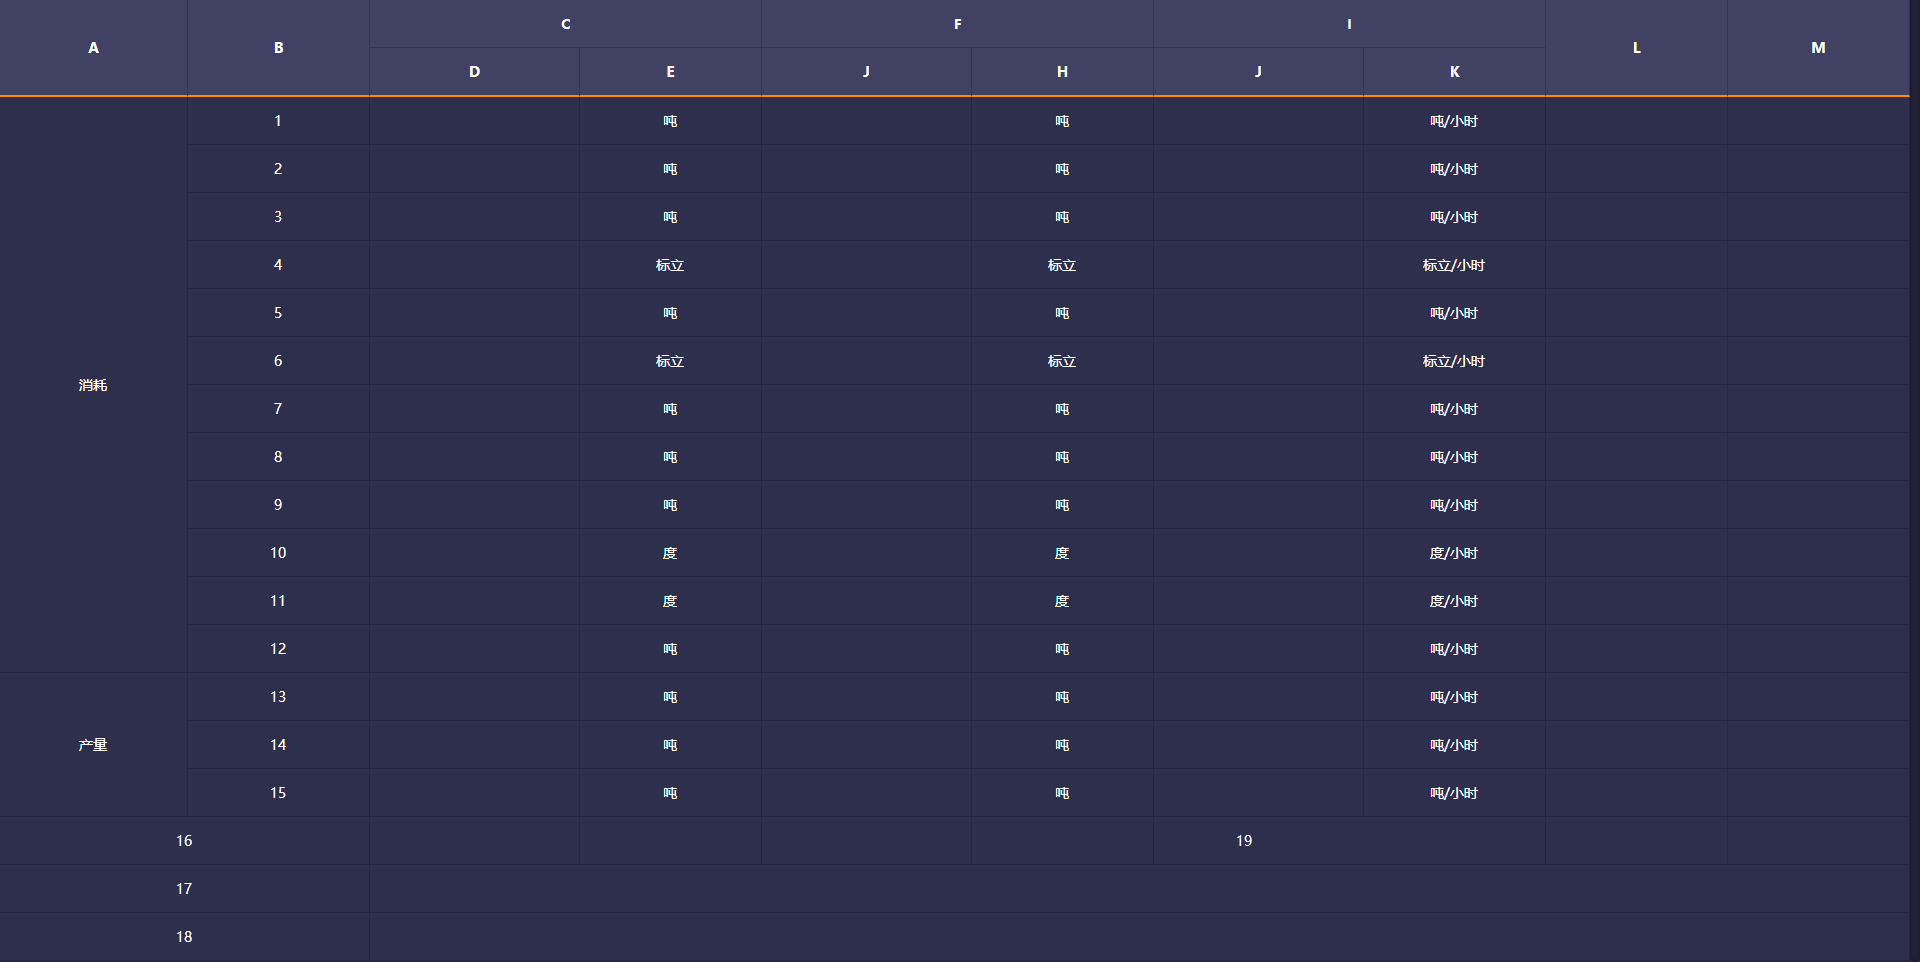 A B C F I L M
D E J H J K
消耗
1 吨 吨 吨/小时
2 吨 吨 吨/小时
3 吨 吨 吨/小时
4 标立 标立 标立/小时
5 吨 吨 吨/小时
6 标立 标立 标立/小时
7 吨 吨 吨/小时
8 吨 吨 吨/小时
9 吨 吨 吨/小时
10 度 度 度/小时
11 度 度 度/小时
12 吨 吨 吨/小时
产量
13 吨 吨 吨/小时
14 吨 吨 吨/小时
15 吨 吨 吨/小时
16 19
17
18